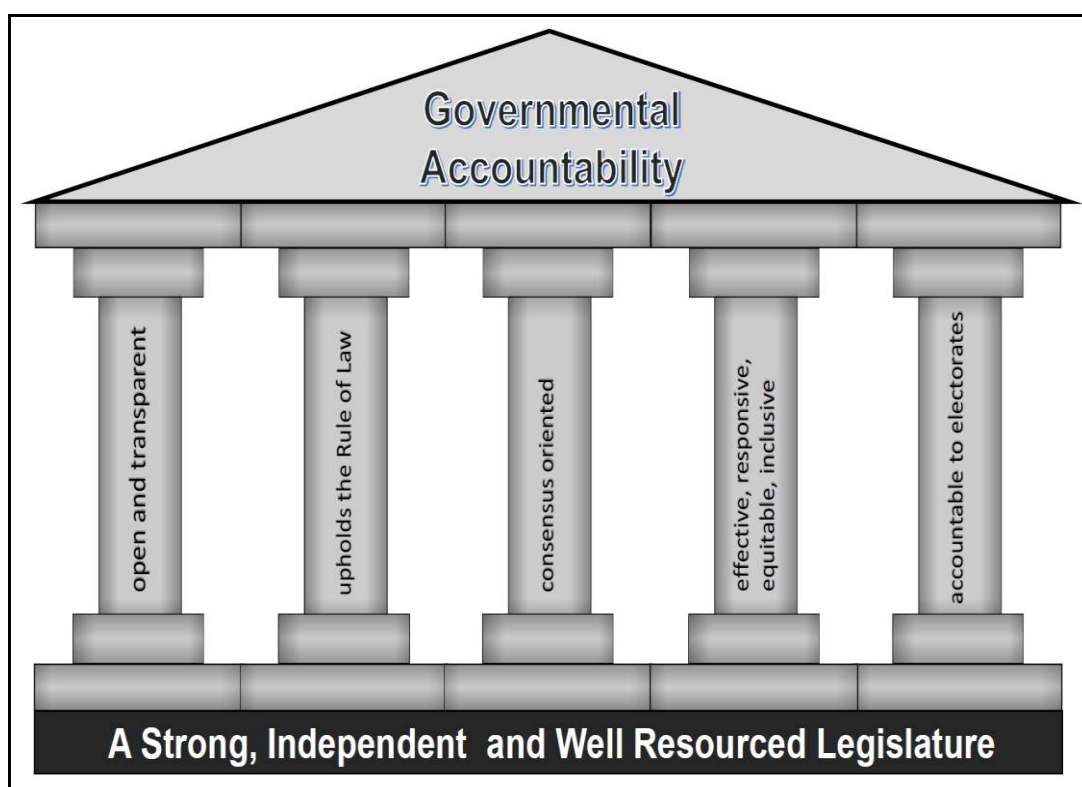 Governmental
Accountability
open and transparent
upholds the Rule of Law
consensus oriented
effective, responsive,
equitable, inclusive
accountable to electorates
A Strong, Independent and Well Resourced Legislature